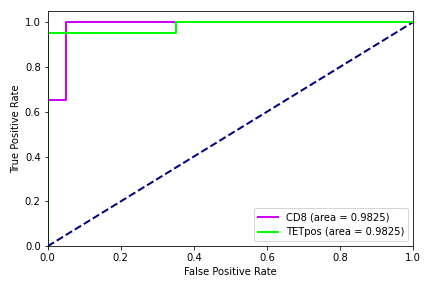 1.0
0.8
0.6
0.4
0.2
0.0
True Positive Rate
CD8 (area = 0.9825)
TETpos (area = 0.9825)
0.0 0.2 0.4 0.6 0.8 1.0
False Positive Rate